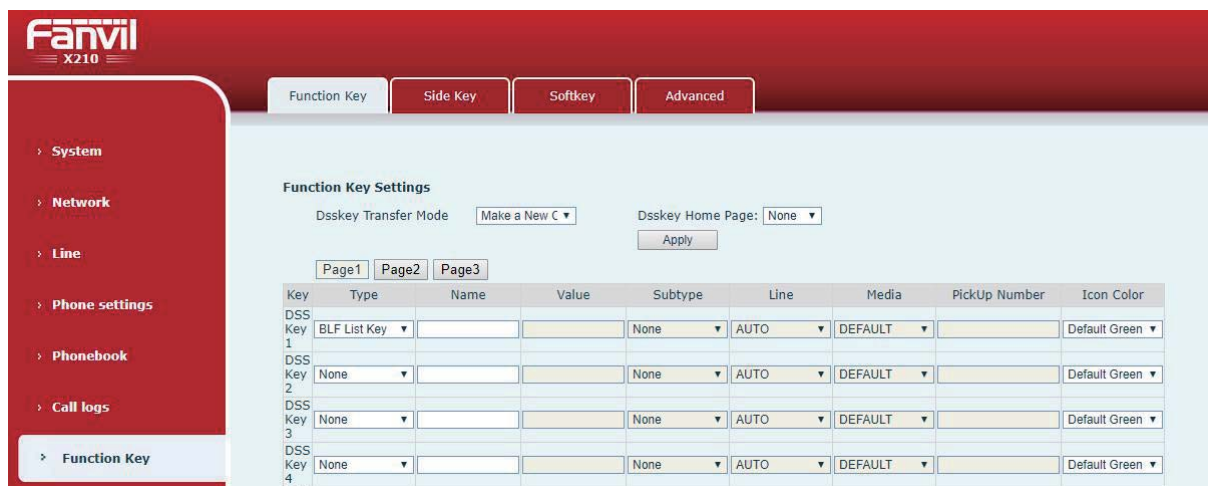 Fanvil
X210
Function Key Side Key Softkey Advanced
› System
› Network
› Line
› Phone settings
› Phonebook
› Call logs
› Function Key
Function Key Settings
Dsskey Transfer Mode Make a New C Dsskey Home Page: None
Apply
Page1 Page2 Page3
Key Type Name Value Subtype Line Media PickUp Number Icon Color
DSS Key 1 BLF List Key None AUTO DEFAULT Default Green
DSS Key 2 None None AUTO DEFAULT Default Green
DSS Key 3 None None AUTO DEFAULT Default Green
DSS Key 4 None None AUTO DEFAULT Default Green